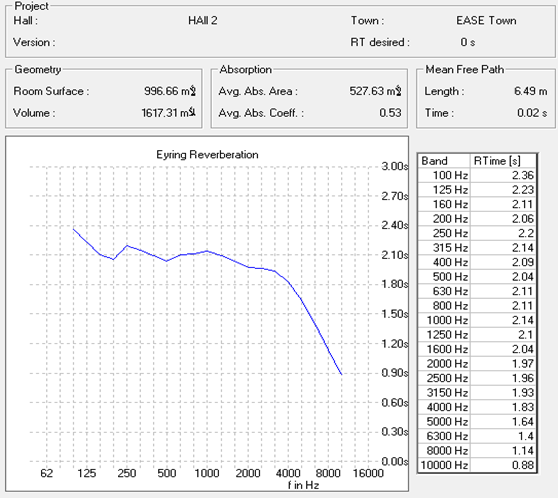 Project
Hall : HAll 2 Town : EASE Town
Version : RT desired : 0 s
Geometry
Room Surface : 996.66 m²
Volume : 1617.31 m³
Absorption
Avg. Abs. Area : 527.63 m²
Avg. Abs. Coeff. : 0.53
Mean Free Path
Length : 6.49 m
Time : 0.02 s
Eyring Reverberation
3.00s
2.70s
2.40s
2.10s
1.80s
1.50s
1.20s
0.90s
0.60s
0.30s
0.00s
62 125 250 500 1000 2000 4000 8000 16000
f in Hz
Band RTime [s]
100 Hz 2.36
125 Hz 2.23
160 Hz 2.11
200 Hz 2.06
250 Hz 2.2
315 Hz 2.14
400 Hz 2.09
500 Hz 2.04
630 Hz 2.11
800 Hz 2.11
1000 Hz 2.14
1250 Hz 2.1
1600 Hz 2.04
2000 Hz 1.97
2500 Hz 1.96
3150 Hz 1.93
4000 Hz 1.83
5000 Hz 1.64
6300 Hz 1.4
8000 Hz 1.14
10000 Hz 0.88